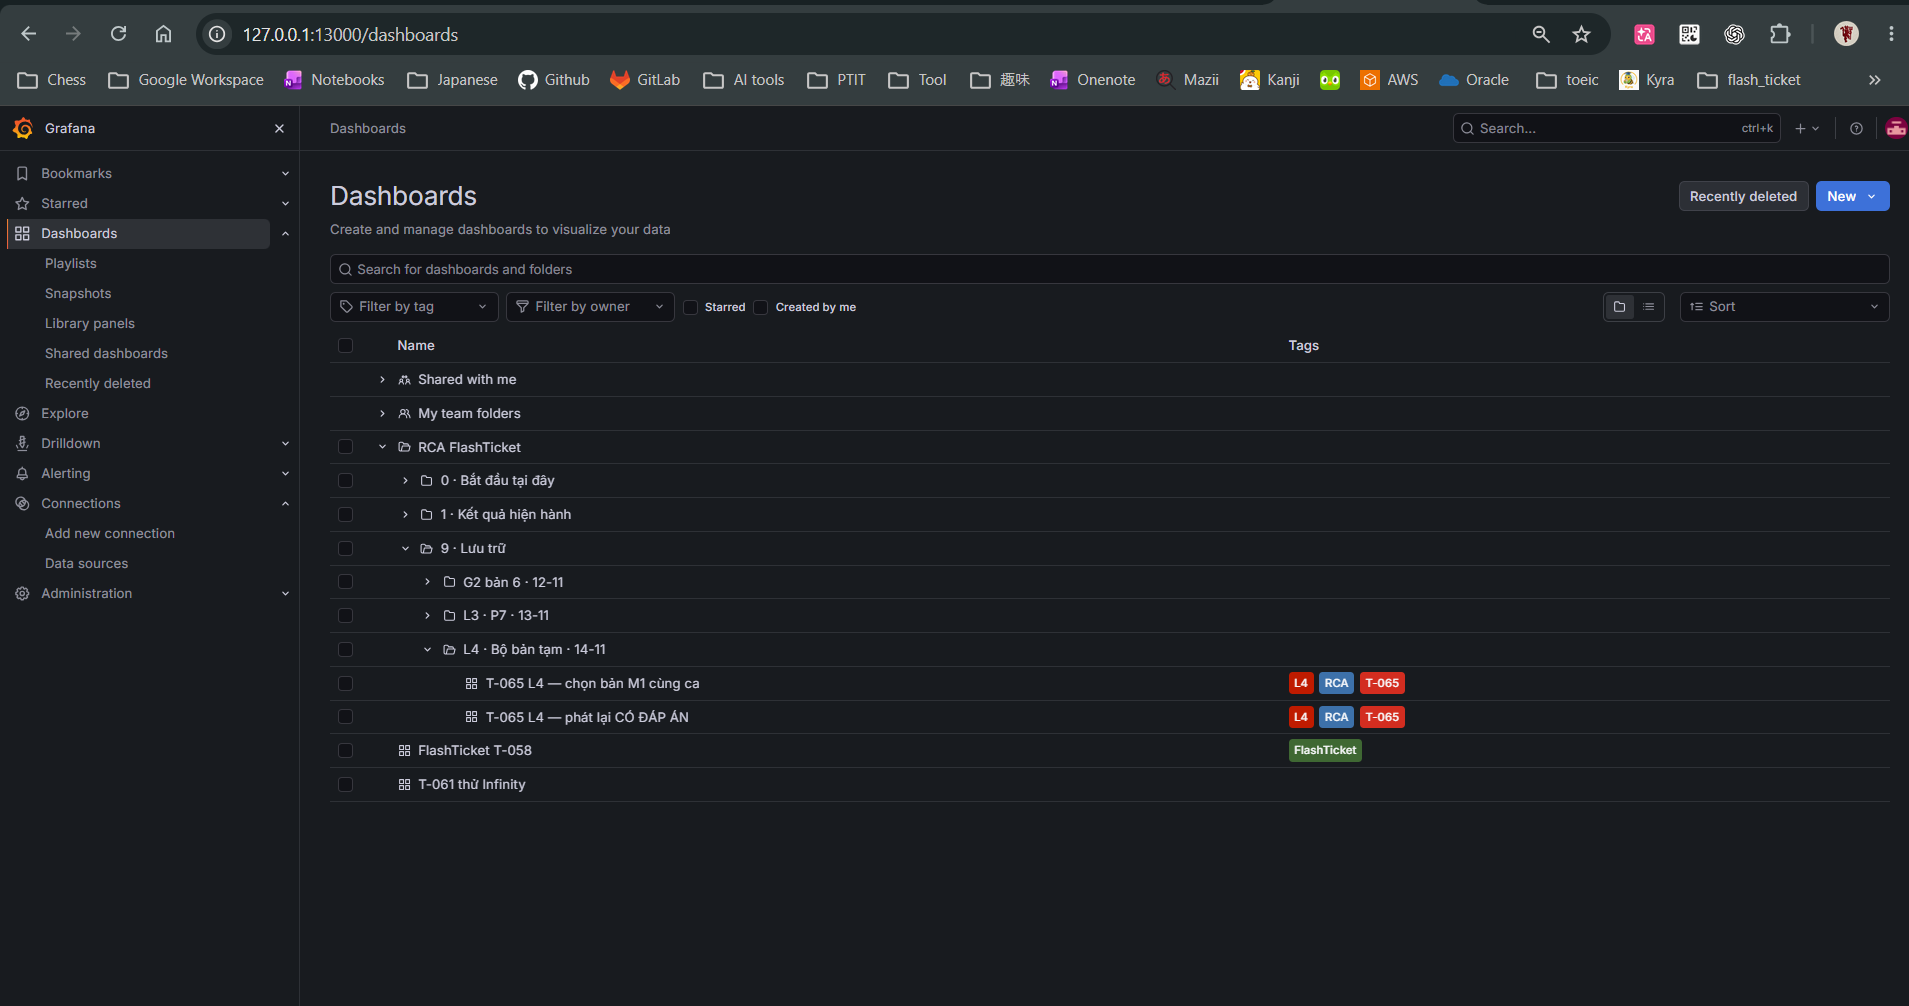 127.0.0.1:13000/dashboards
Chess Google Workspace Notebooks Japanese Github GitLab AI tools PTIT Tool 趣味 Onenote Mazii Kanji AWS Oracle toeic Kyra flash_ticket
Grafana
Dashboards
Search... ctrl+k
Bookmarks
Starred
Dashboards
Playlists
Snapshots
Library panels
Shared dashboards
Recently deleted
Explore
Drilldown
Alerting
Connections
Add new connection
Data sources
Administration
Dashboards
Create and manage dashboards to visualize your data
Recently deleted New
Search for dashboards and folders
Filter by tag Filter by owner Starred Created by me Sort
Name Tags
Shared with me
My team folders
RCA FlashTicket
0 · Bắt đầu tại đây
1 · Kết quả hiện hành
9 · Lưu trữ
G2 bản 6 · 12-11
L3 · P7 · 13-11
L4 · Bộ bản tạm · 14-11
T-065 L4 — chọn bản M1 cùng ca L4 RCA T-065
T-065 L4 — phát lại CÓ ĐÁP ÁN L4 RCA T-065
FlashTicket T-058 FlashTicket
T-061 thử Infinity